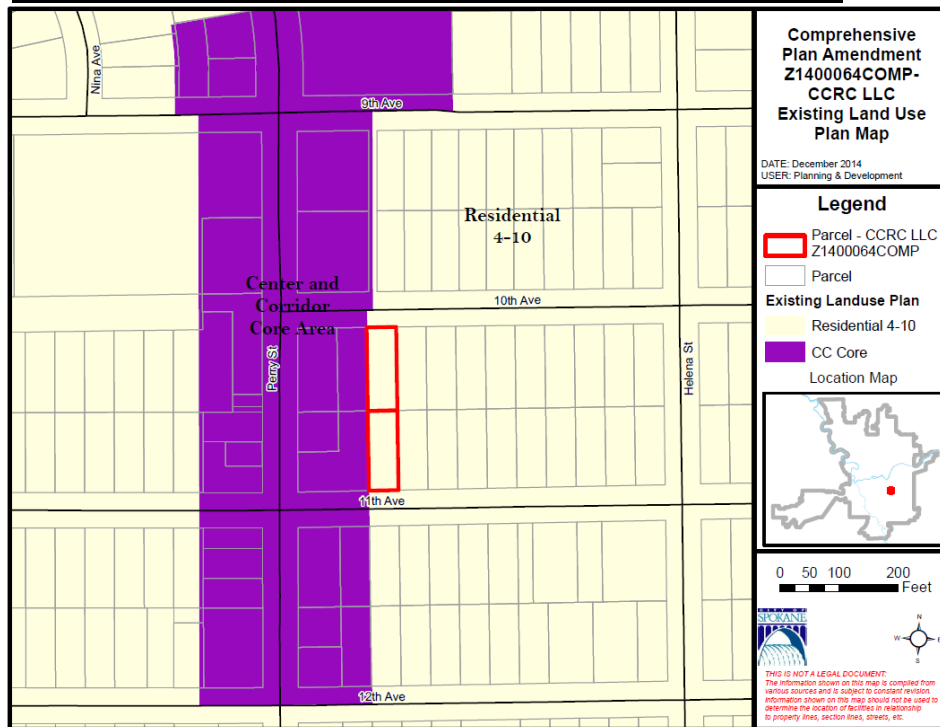 Nina Ave
9th Ave
Residential
4-10
Center and
Corridor
Core Area
10th Ave
Perry St
Helena St
11th Ave
12th Ave
Comprehensive
Plan Amendment
Z1400064COMP-
CCRC LLC
Existing Land Use
Plan Map
DATE: December 2014
USER: Planning & Development
Legend
Parcel - CCRC LLC
Z1400064COMP
Parcel
Existing Landuse Plan
Residential 4-10
CC Core
Location Map
0 50 100 200
Feet
CITY OF
SPOKANE
N
W E
S
THIS IS NOT A LEGAL DOCUMENT:
The information shown on this map is compiled from
various sources and is subject to constant revision.
Information shown on this map should not be used to
determine the location of facilities in relationship
to property lines, section lines, streets, etc.